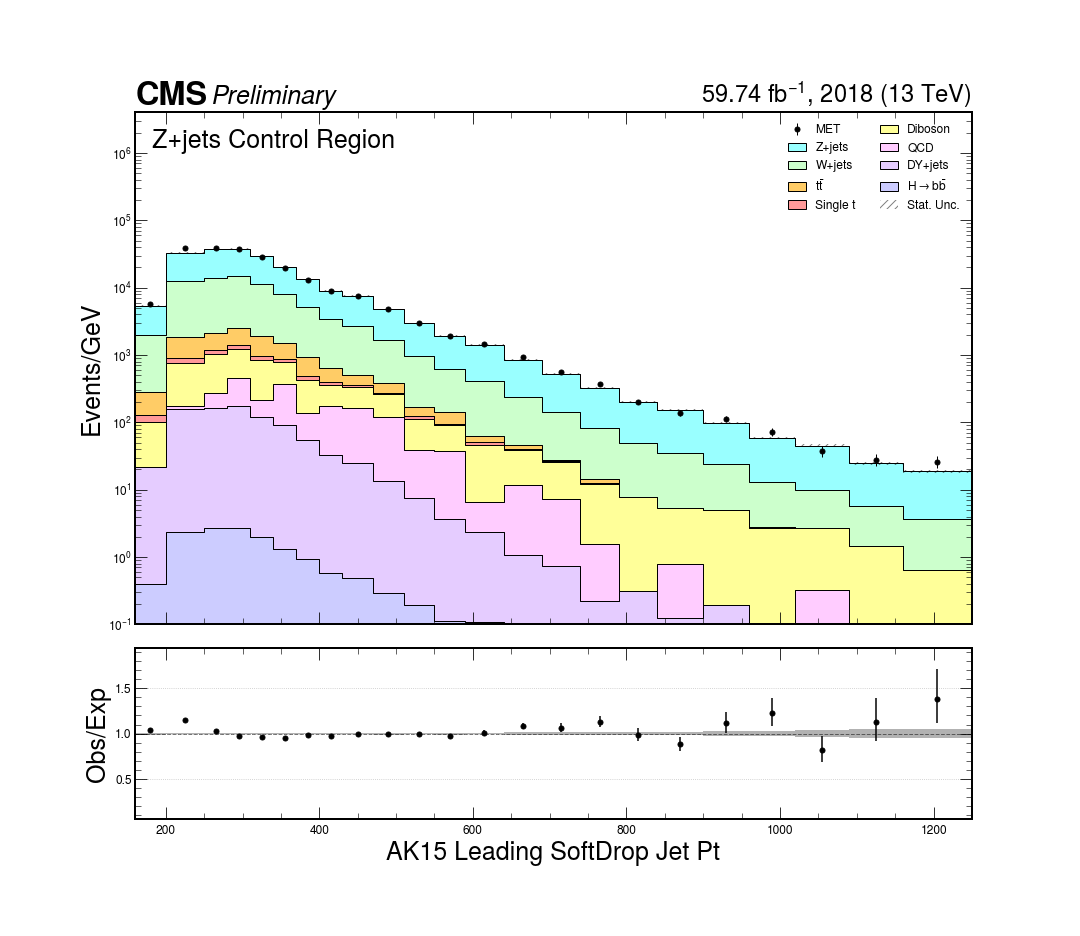 CMS Preliminary
59.74 fb⁻¹, 2018 (13 TeV)
Z+jets Control Region
MET
Z+jets
W+jets
tt̄
Single t
Diboson
QCD
DY+jets
H→bb̄
Stat. Unc.
Events/GeV
10⁶
10⁵
10⁴
10³
10²
10¹
10⁰
10⁻¹
Obs/Exp
1.5
1.0
0.5
200 400 600 800 1000 1200
AK15 Leading SoftDrop Jet Pt